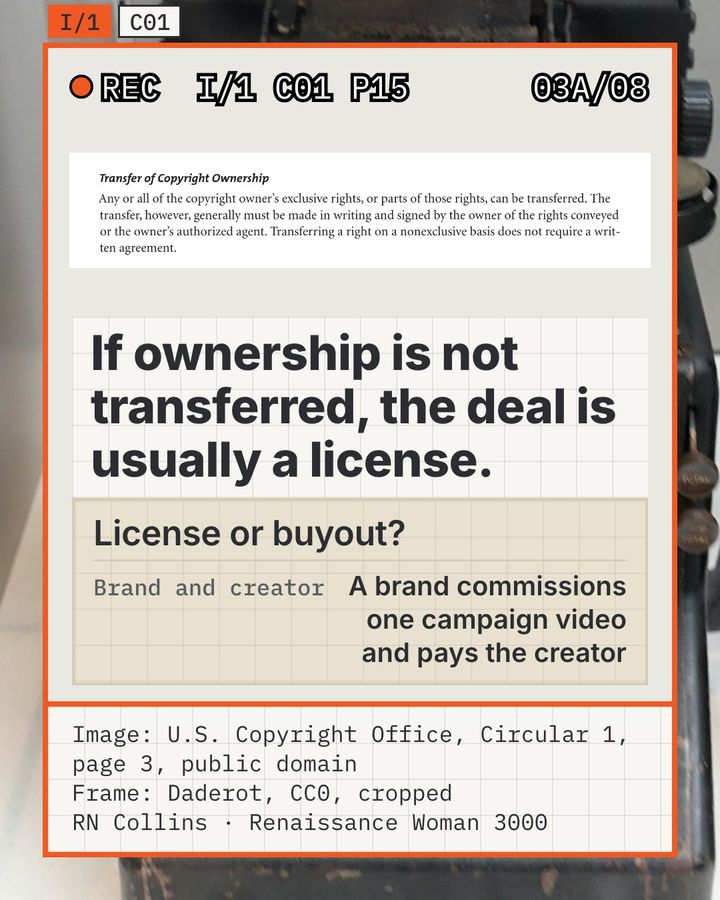 I/1 C01
REC I/1 C01 P15 03A/08
Transfer of Copyright Ownership
Any or all of the copyright owner's exclusive rights, or parts of those rights, can be transferred. The
transfer, however, generally must be made in writing and signed by the owner of the rights conveyed
or the owner's authorized agent. Transferring a right on a nonexclusive basis does not require a writ-
ten agreement.
If ownership is not
transferred, the deal is
usually a license.
License or buyout?
Brand and creator
A brand commissions
one campaign video
and pays the creator
Image: U.S. Copyright Office, Circular 1,
page 3, public domain
Frame: Daderot, CC0, cropped
RN Collins · Renaissance Woman 3000